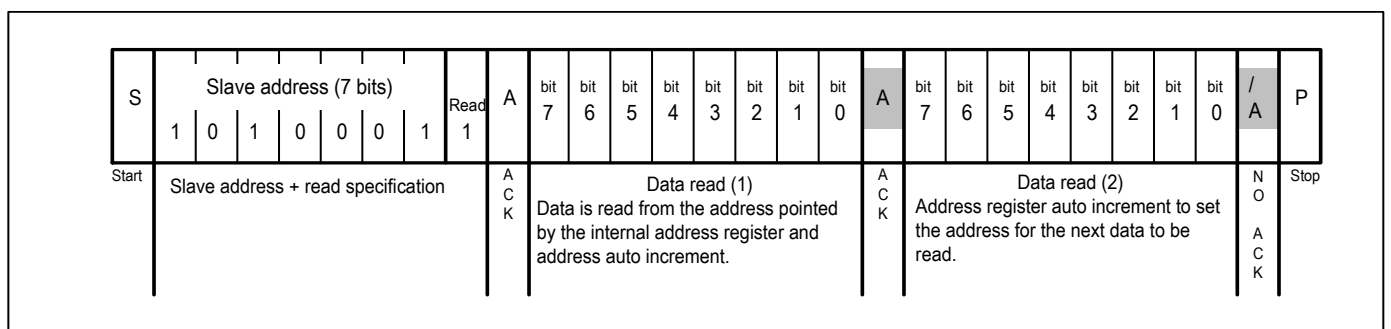 S Slave address (7 bits) Read A bit bit bit bit bit bit bit bit A bit bit bit bit bit bit bit bit / P
1 0 1 0 0 0 1 1 7 6 5 4 3 2 1 0 7 6 5 4 3 2 1 0 A
Start Slave address + read specification ACK Data read (1) ACK Data read (2) NO ACK Stop
Data is read from the address pointed
by the internal address register and
address auto increment.
Address register auto increment to set
the address for the next data to be
read.